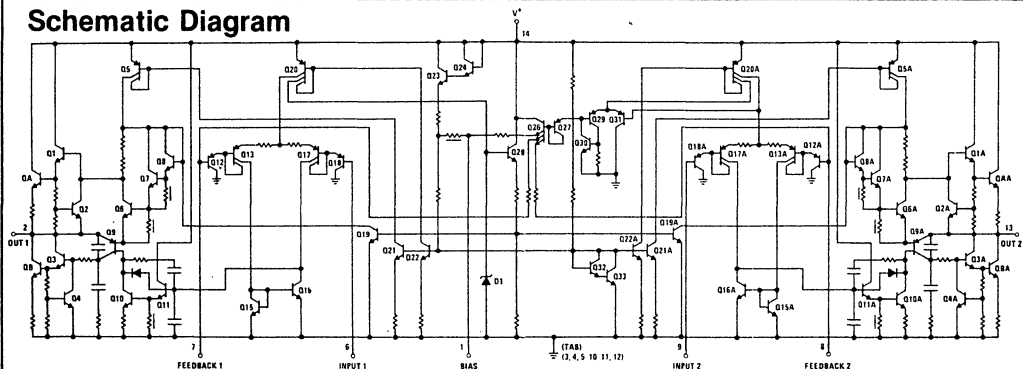 Schematic Diagram
V+
14
Q5
Q20
Q23
Q24
Q20A
Q5A
Q26
Q27
Q29
Q31
Q1
Q8
Q30
Q28
Q1A
QA
Q7
Q12
Q13
Q17
Q18
Q18A
Q17A
Q13A
Q12A
Q8A
Q7A
QAA
Q2
Q6
Q6A
Q2A
2
OUT 1
Q9
Q19
Q19A
Q9A
13
OUT 2
Q3
Q21
Q22
Q22A
Q21A
Q3A
QB
Q32
Q33
Q8A
Q4
Q10
Q11
Q15
Q1b
D1
Q16A
Q15A
Q11A
Q10A
Q4A
7
FEEDBACK 1
6
INPUT 1
1
BIAS
(TAB)
(3, 4, 5 10 11, 12)
9
INPUT 2
8
FEEDBACK 2